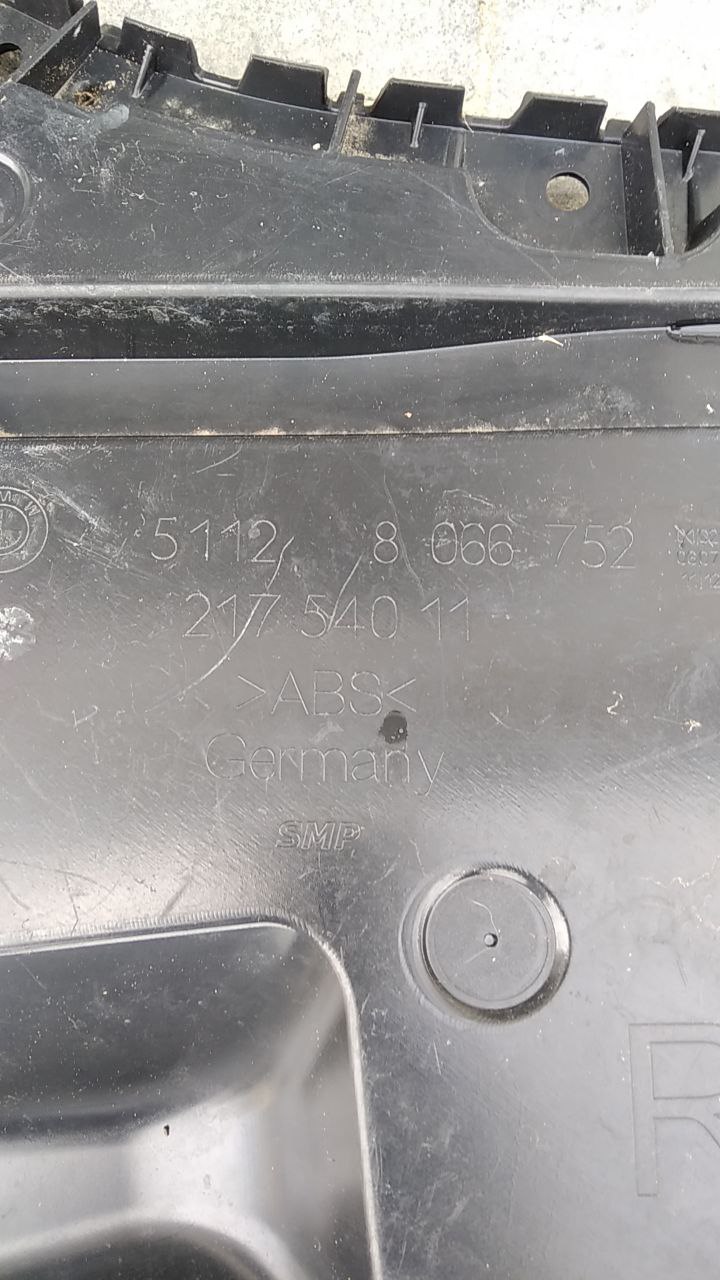 5112 8 066 752
217 540 11
>ABS<
Germany
SMP
R